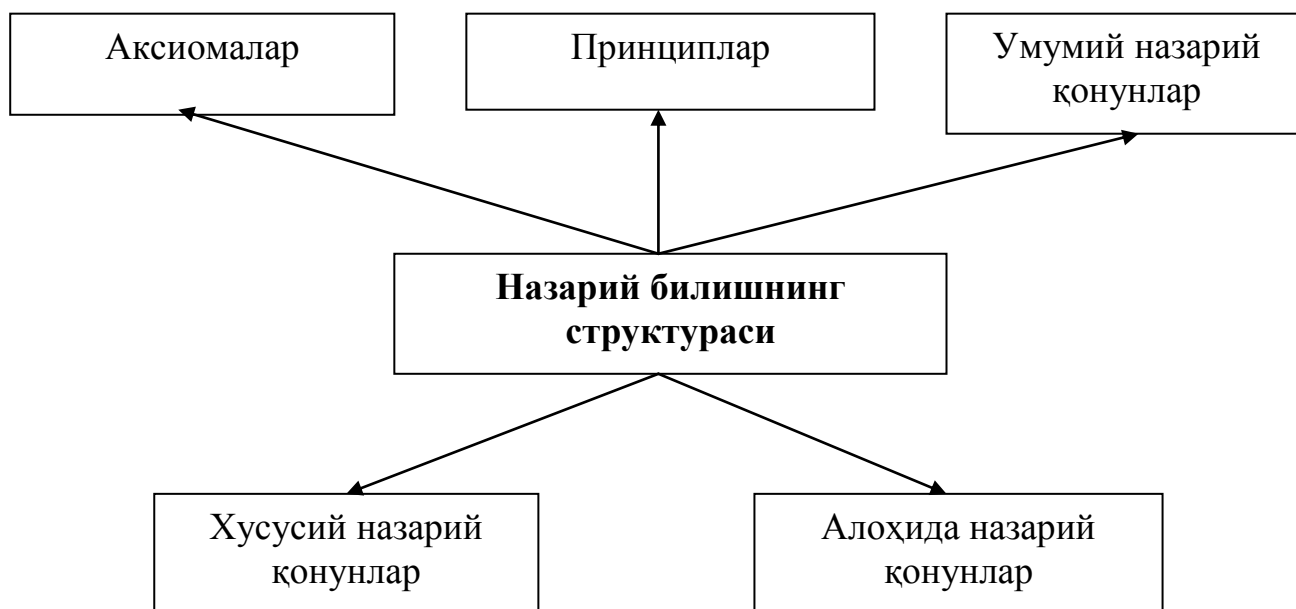 Аксиомалар
Принциплар
Умумий назарий
қонунлар
Назарий билишнинг
структураси
Хусусий назарий
қонунлар
Алоҳида назарий
қонунлар